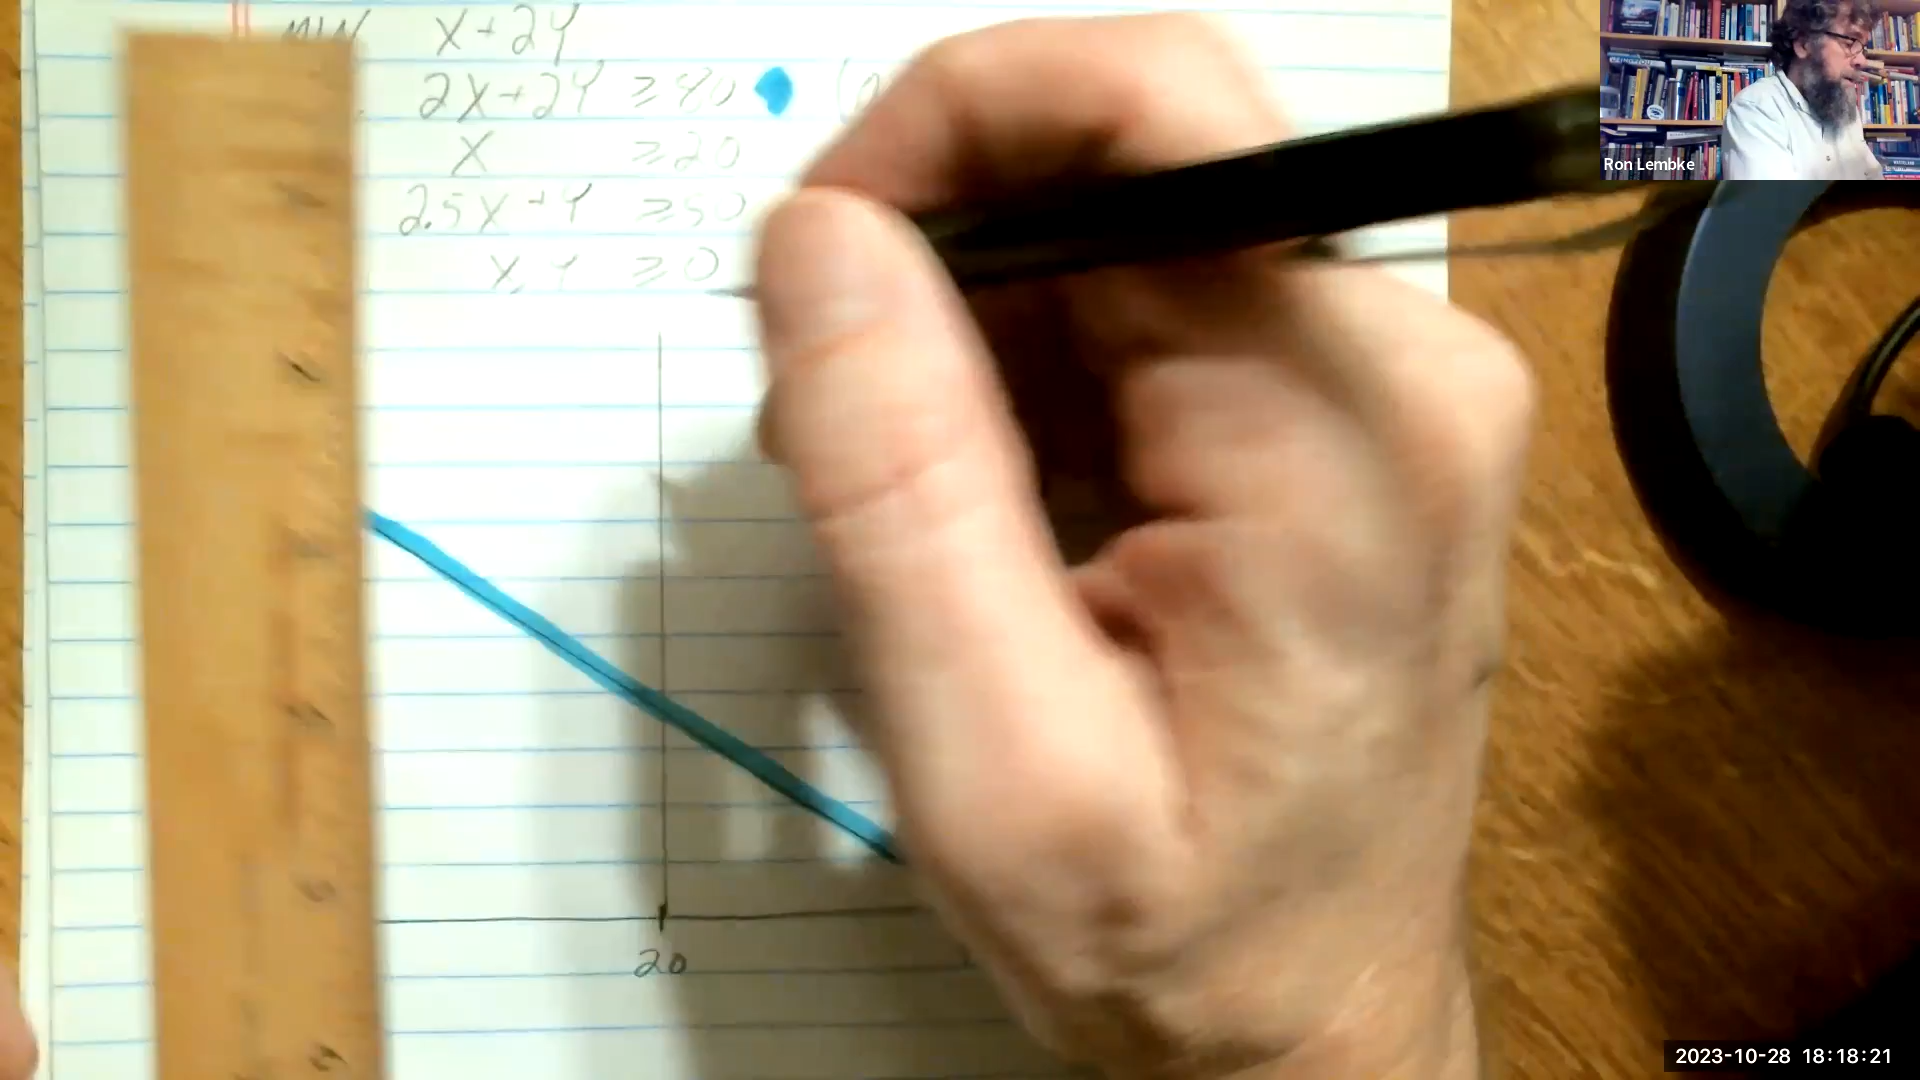 MIN X+2Y
2X+2Y ≥80 (0
X ≥20
2.5X+Y ≥50
X, Y ≥0
20
Ron Lembke
2023-10-28 18:18:21